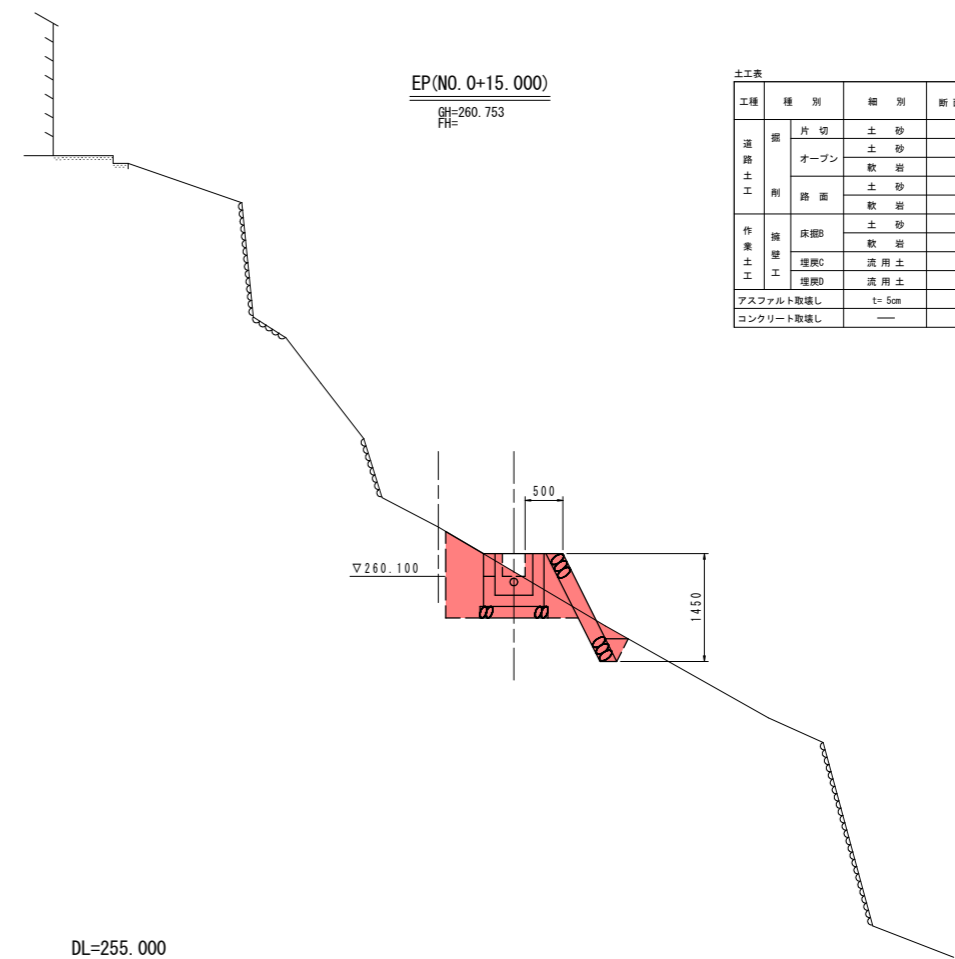 EP(NO. 0+15.000)
GH=260.753
FH=
土工表
工種 種 別 細 別 断
道路土工 掘削 片 切 土 砂
オープン 土 砂
軟 岩
路 面 土 砂
軟 岩
作業土工 擁壁工 床掘B 土 砂
軟 岩
埋戻C 流 用 土
埋戻D 流 用 土
アスファルト取壊し t= 5cm
コンクリート取壊し ──
500
▽260.100
1450
DL=255.000